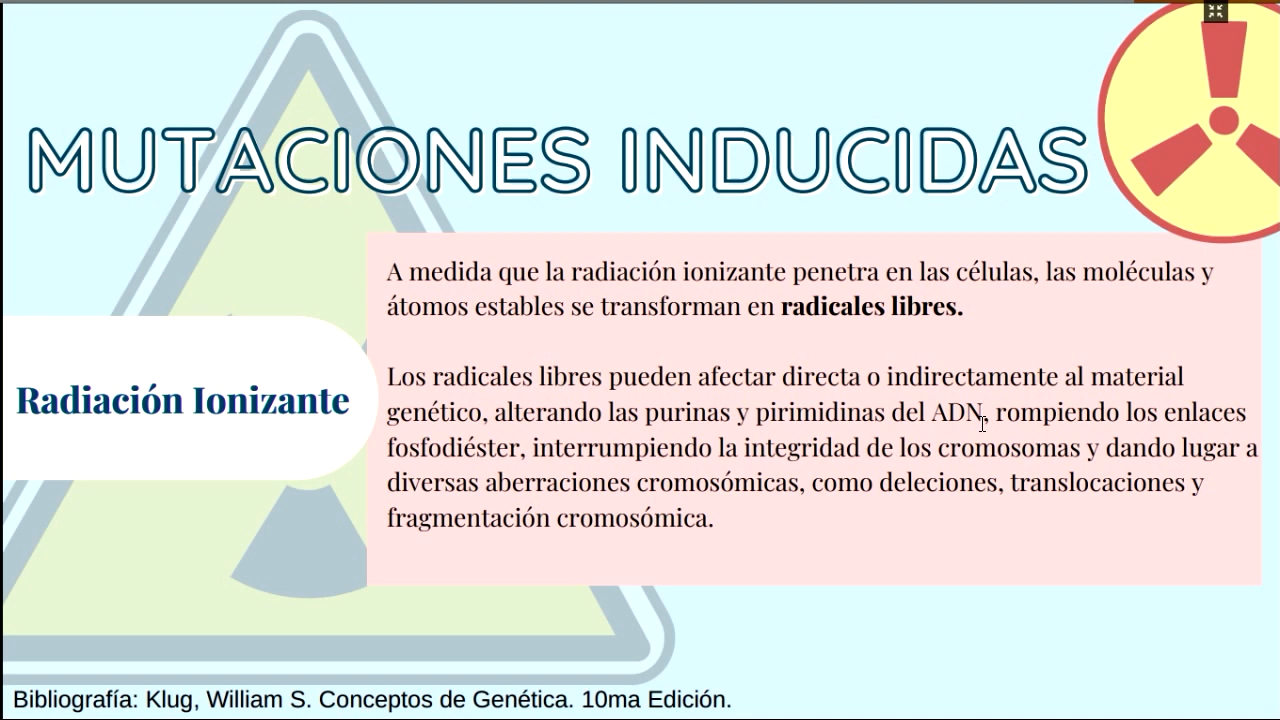 MUTACIONES INDUCIDAS
A medida que la radiación ionizante penetra en las células, las moléculas y
átomos estables se transforman en radicales libres.
Radiación Ionizante
Los radicales libres pueden afectar directa o indirectamente al material
genético, alterando las purinas y pirimidinas del ADN, rompiendo los enlaces
fosfodiéster, interrumpiendo la integridad de los cromosomas y dando lugar a
diversas aberraciones cromosómicas, como deleciones, translocaciones y
fragmentación cromosómica.
Bibliografía: Klug, William S. Conceptos de Genética. 10ma Edición.